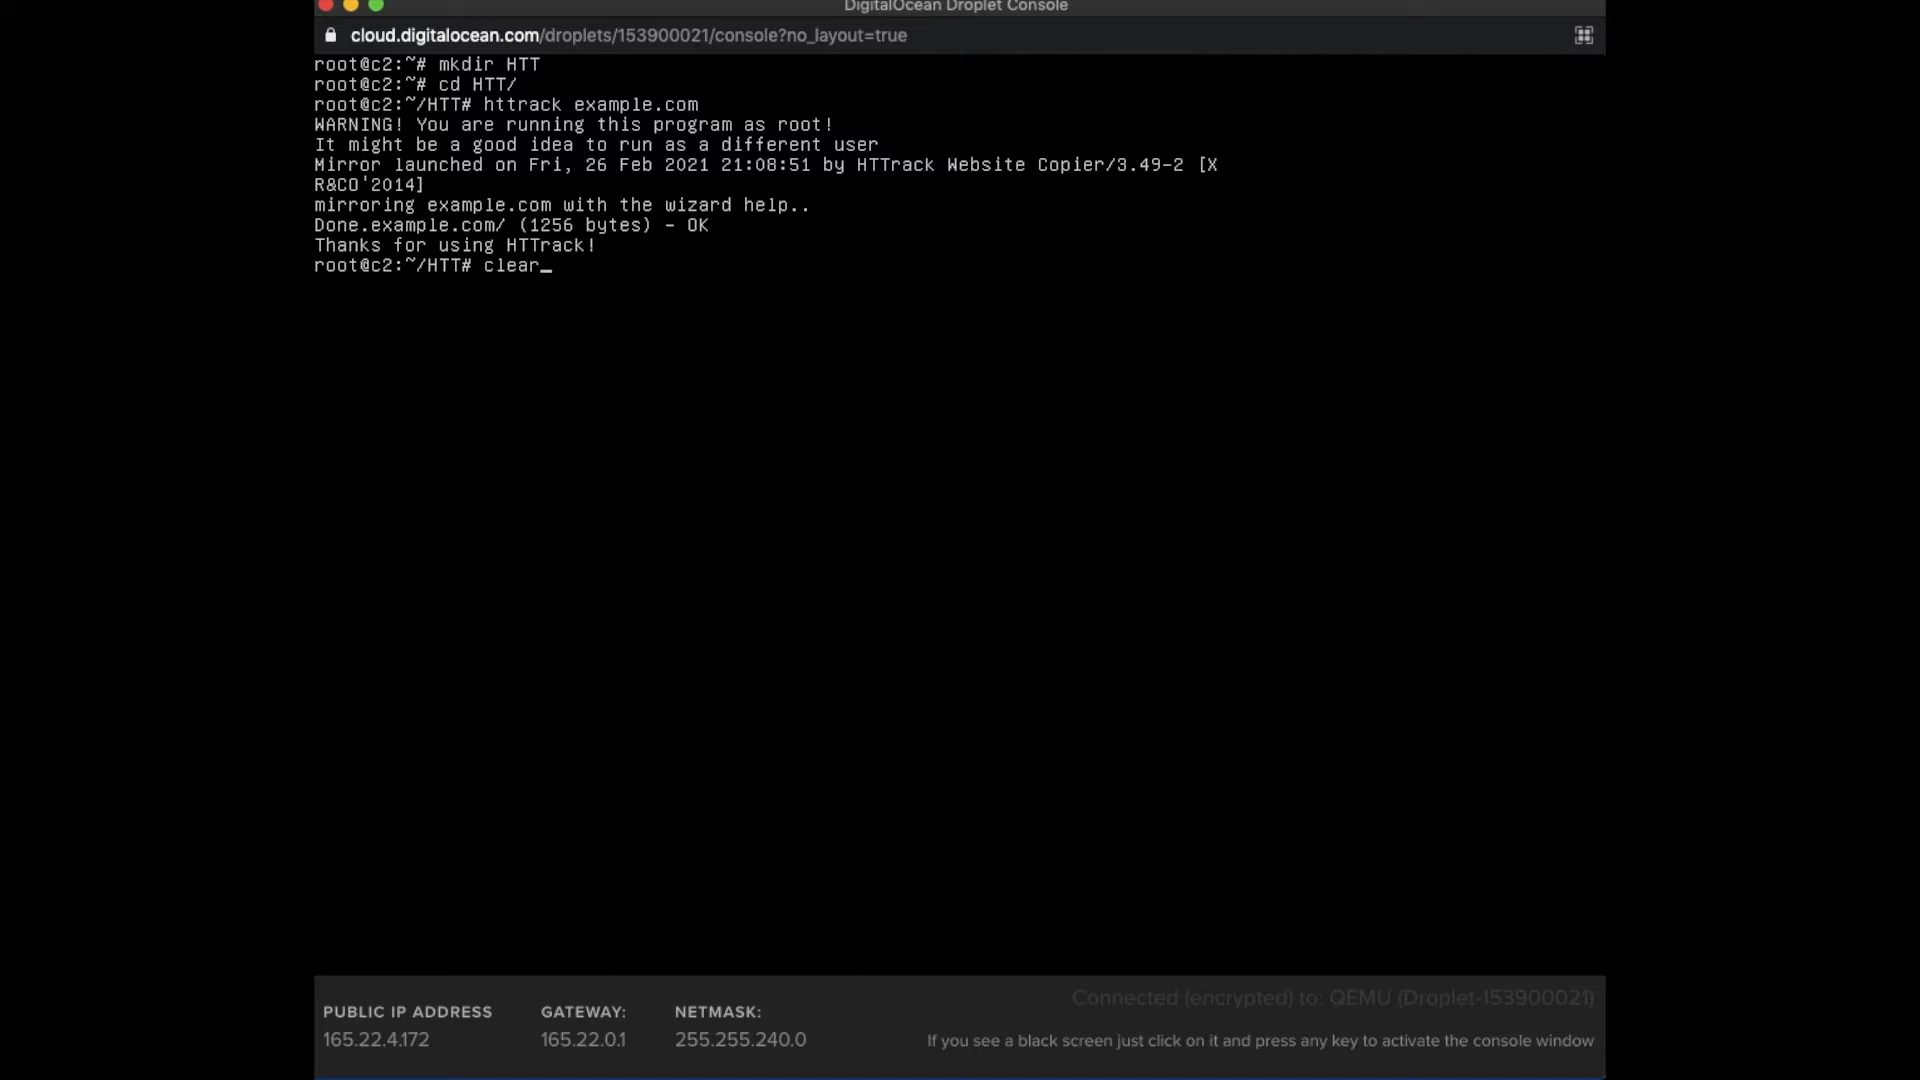 DigitalOcean Droplet Console
cloud.digitalocean.com/droplets/153900021/console?no_layout=true
root@c2:~# mkdir HTT
root@c2:~# cd HTT/
root@c2:~/HTT# httrack example.com
WARNING! You are running this program as root!
It might be a good idea to run as a different user
Mirror launched on Fri, 26 Feb 2021 21:08:51 by HTTrack Website Copier/3.49-2 [X
R&CO'2014]
mirroring example.com with the wizard help..
Done.example.com/ (1256 bytes) - OK
Thanks for using HTTrack!
root@c2:~/HTT# clear_
Connected (encrypted) to: QEMU (Droplet-153900021)
PUBLIC IP ADDRESS GATEWAY: NETMASK:
165.22.4.172 165.22.0.1 255.255.240.0
If you see a black screen just click on it and press any key to activate the console window